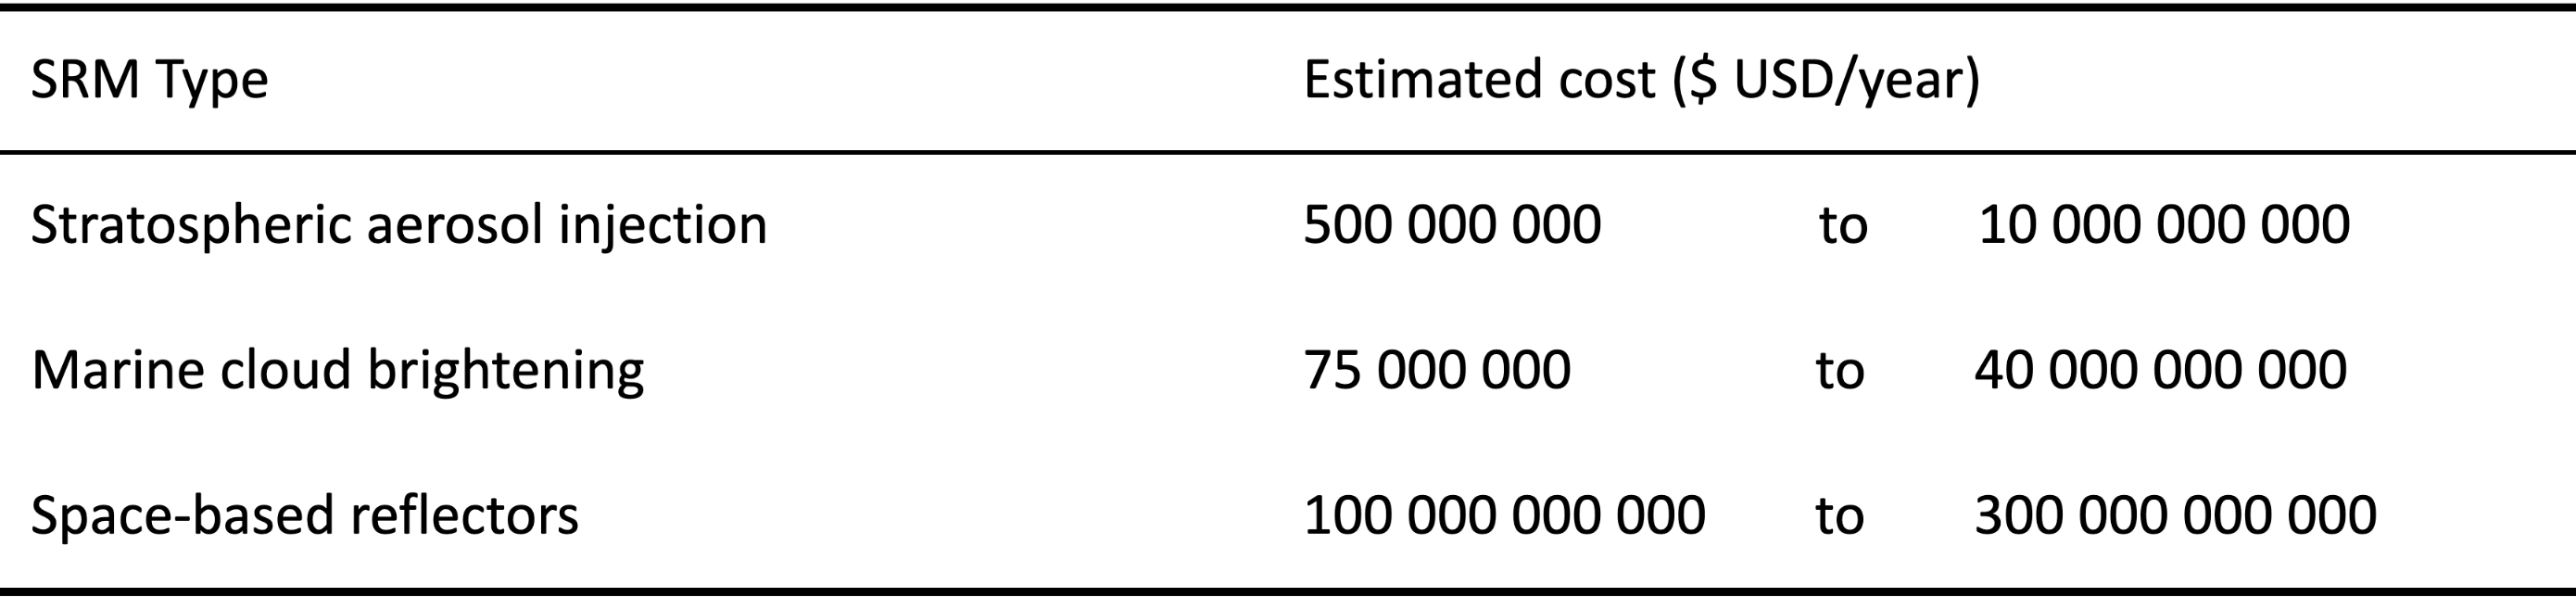 SRM Type Estimated cost ($ USD/year)
Stratospheric aerosol injection 500 000 000 to 10 000 000 000
Marine cloud brightening 75 000 000 to 40 000 000 000
Space-based reflectors 100 000 000 000 to 300 000 000 000